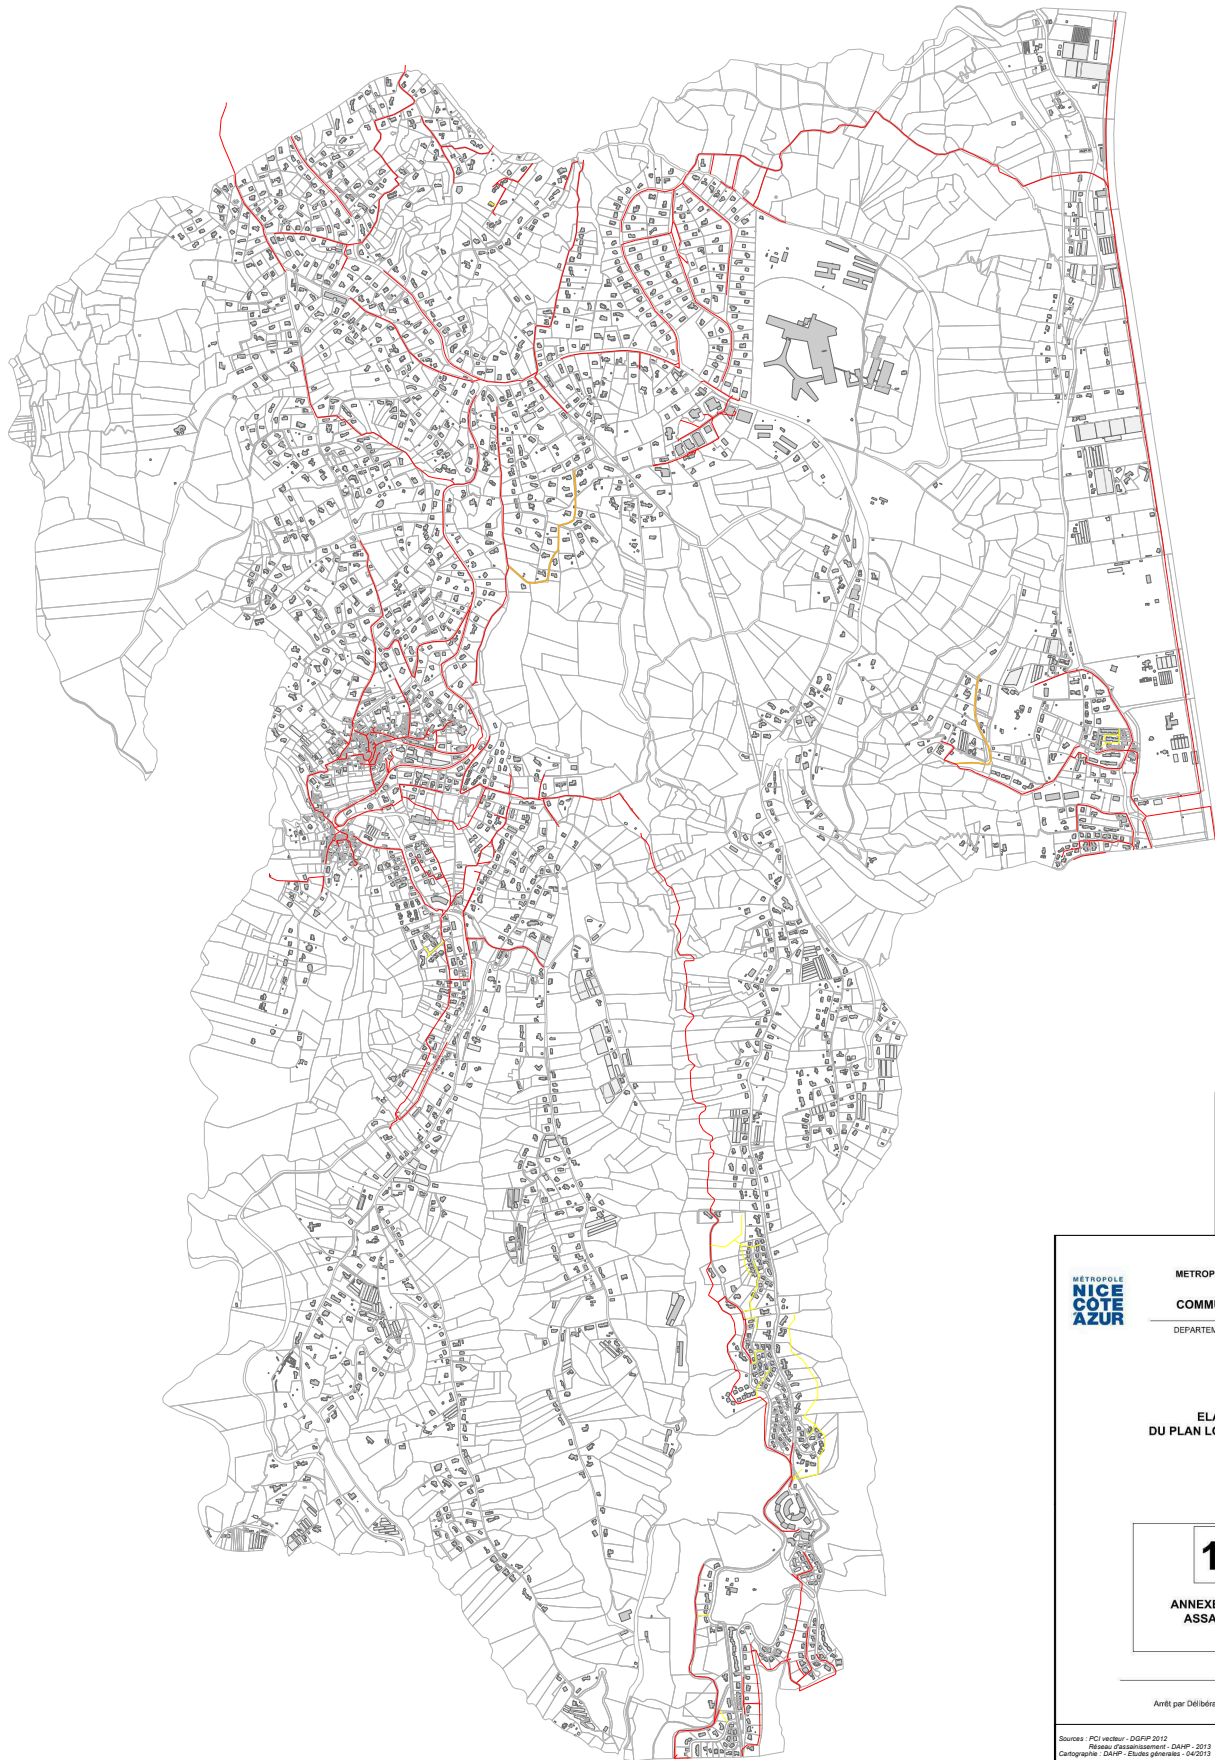 MÉTROPOLE
NICE
COTE
AZUR
METROP
COMMU
DEPARTEM
ELA
DU PLAN LO
1
ANNEXE
ASSA
Arrêt par Délibéra
Sources : PCI vecteur - DGFiP 2012
Réseau d'assainissement - DAHP - 2013
Cartographie : DAHP - Etudes générales - 04/2013